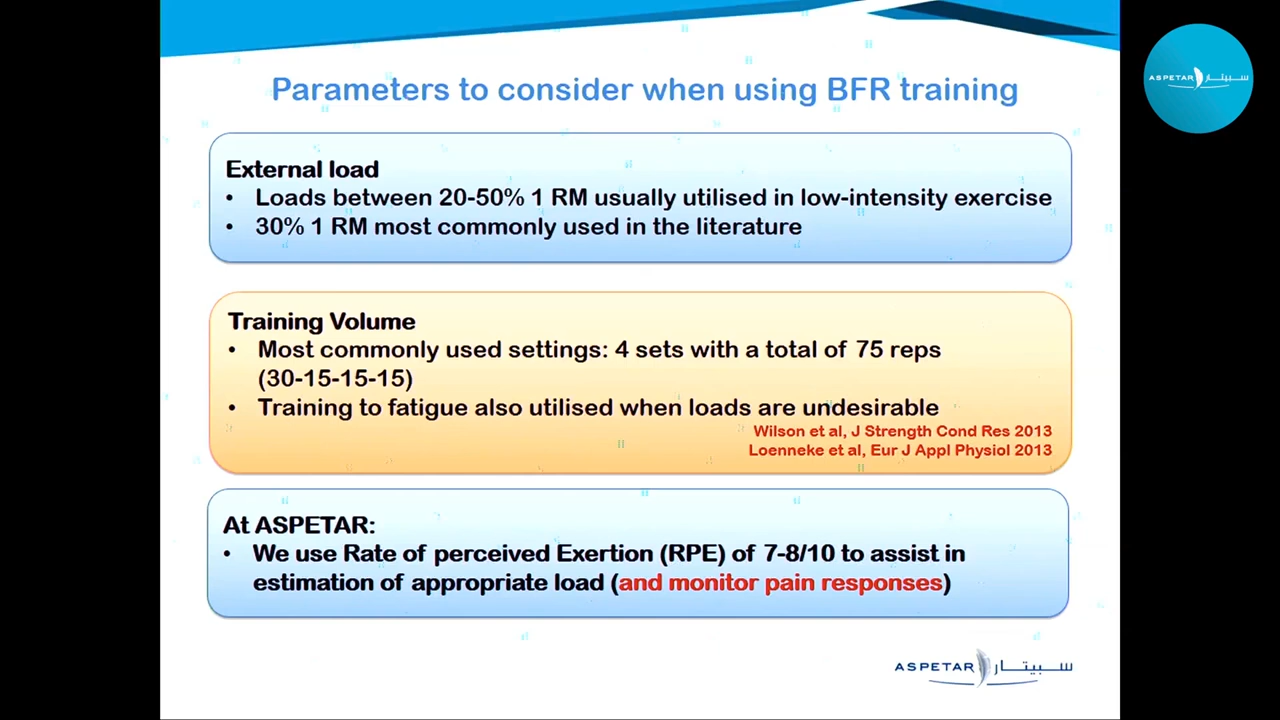 Parameters to consider when using BFR training
ASPETAR سبيتار
External load
• Loads between 20-50% 1 RM usually utilised in low-intensity exercise
• 30% 1 RM most commonly used in the literature
Training Volume
• Most commonly used settings: 4 sets with a total of 75 reps
(30-15-15-15)
• Training to fatigue also utilised when loads are undesirable
Wilson et al, J Strength Cond Res 2013
Loenneke et al, Eur J Appl Physiol 2013
At ASPETAR:
• We use Rate of perceived Exertion (RPE) of 7-8/10 to assist in
estimation of appropriate load (and monitor pain responses)
ASPETAR سبيتار